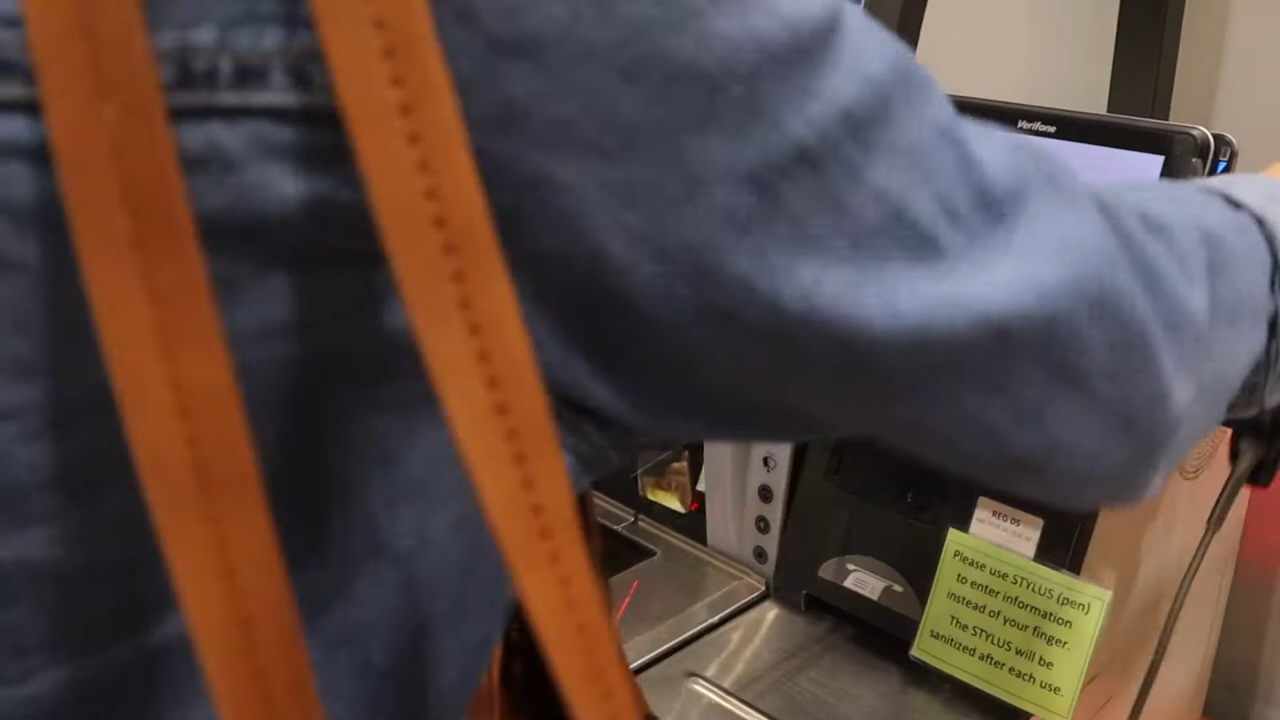 Verifone
REG 05
Please use STYLUS (pen)
to enter information
instead of your finger.
The STYLUS will be
sanitized after each use.